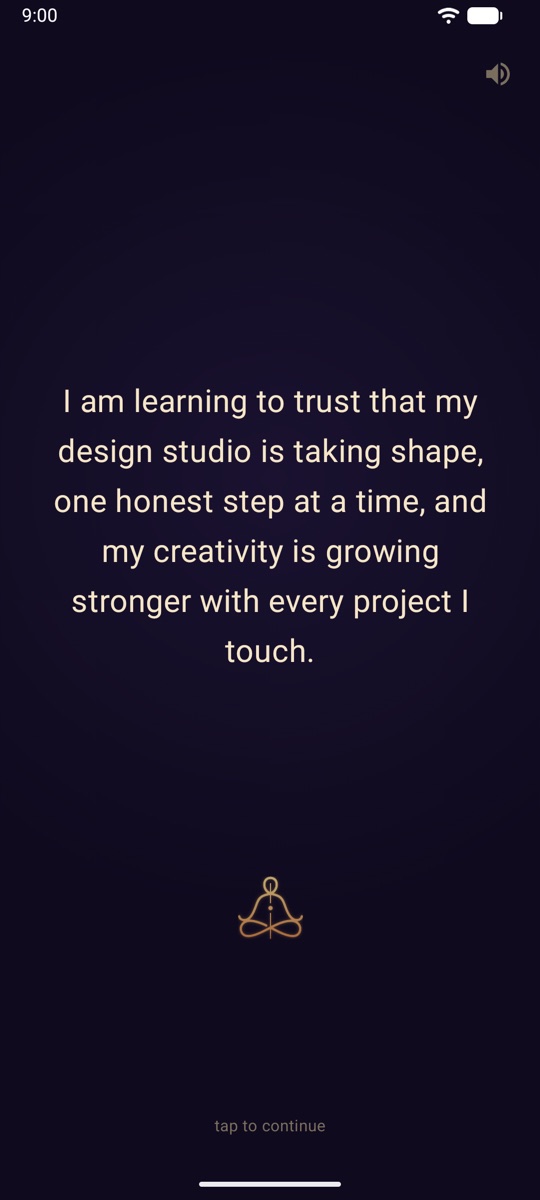 9:00
I am learning to trust that my
design studio is taking shape,
one honest step at a time, and
my creativity is growing
stronger with every project I
touch.
tap to continue